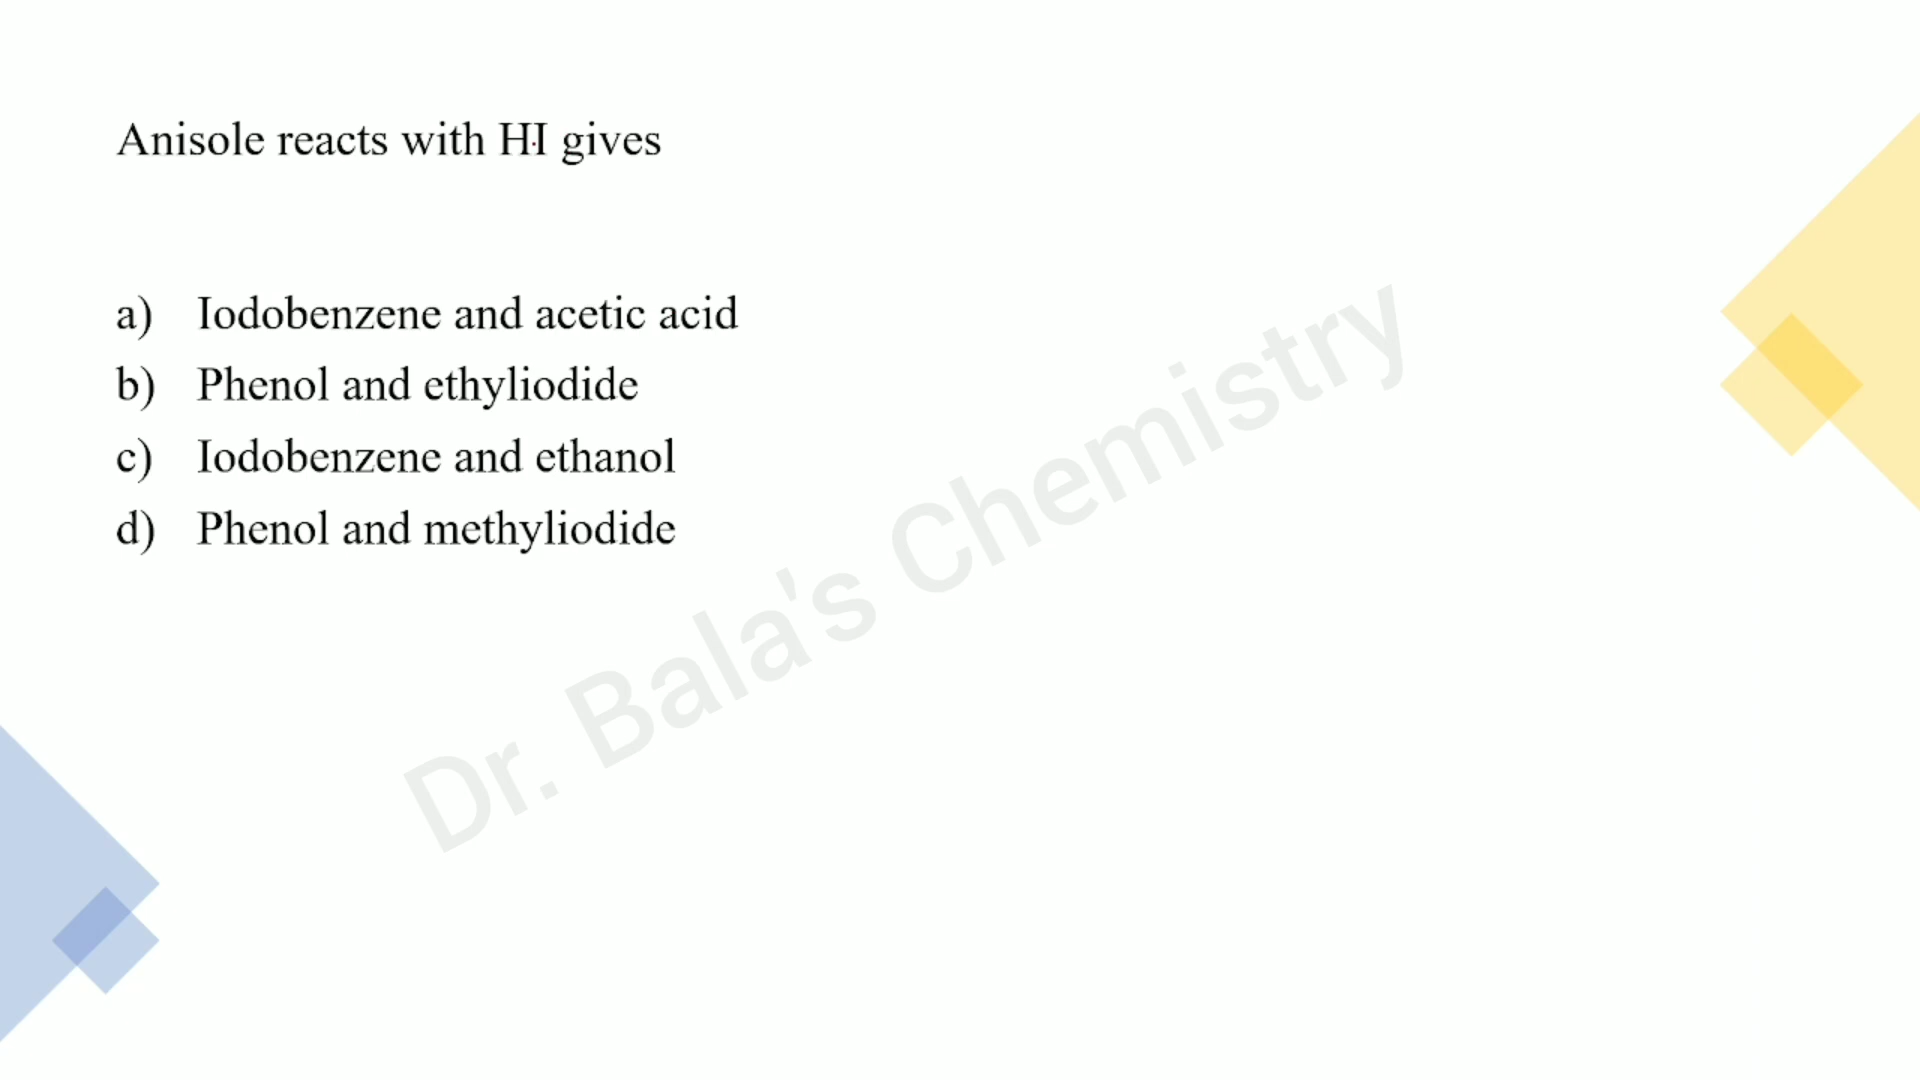 Anisole reacts with HI gives
a) Iodobenzene and acetic acid
b) Phenol and ethyliodide
c) Iodobenzene and ethanol
d) Phenol and methyliodide
Dr. Bala's Chemistry